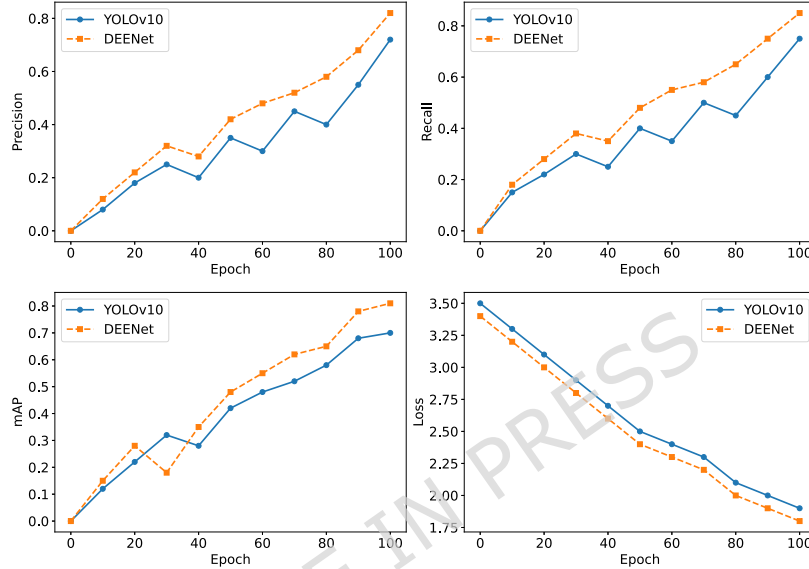 YOLOv10
DEENet
Precision
0.8
0.6
0.4
0.2
0.0
0 20 40 60 80 100
Epoch
YOLOv10
DEENet
Recall
0.8
0.6
0.4
0.2
0.0
0 20 40 60 80 100
Epoch
YOLOv10
DEENet
mAP
0.8
0.7
0.6
0.5
0.4
0.3
0.2
0.1
0.0
0 20 40 60 80 100
Epoch
YOLOv10
DEENet
Loss
3.50
3.25
3.00
2.75
2.50
2.25
2.00
1.75
0 20 40 60 80 100
Epoch
E IN PRESS